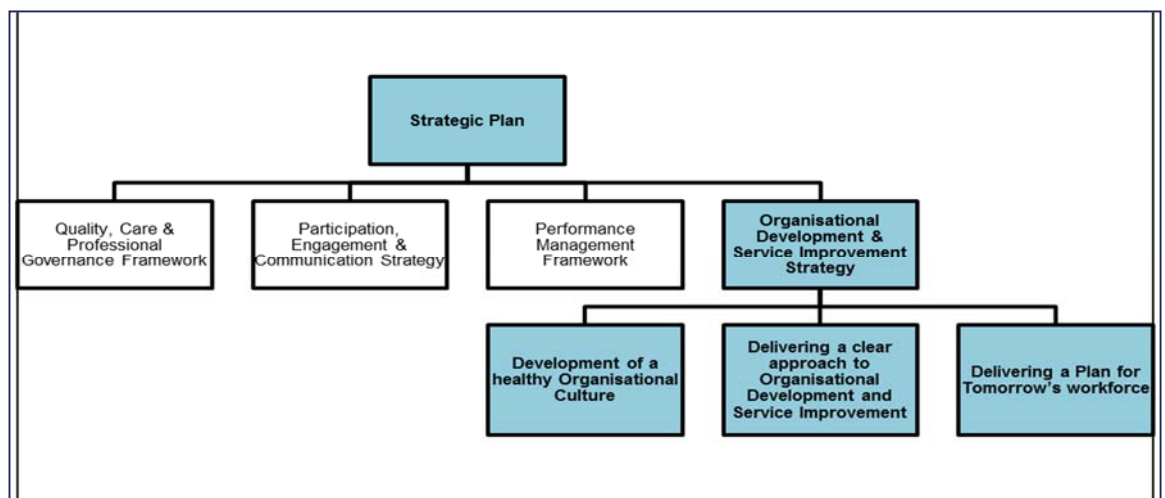 Strategic Plan
Quality, Care &
Professional
Governance Framework
Participation,
Engagement &
Communication Strategy
Performance
Management
Framework
Organisational
Development &
Service Improvement
Strategy
Development of a
healthy Organisational
Culture
Delivering a clear
approach to
Organisational
Development and
Service Improvement
Delivering a Plan for
Tomorrow's workforce